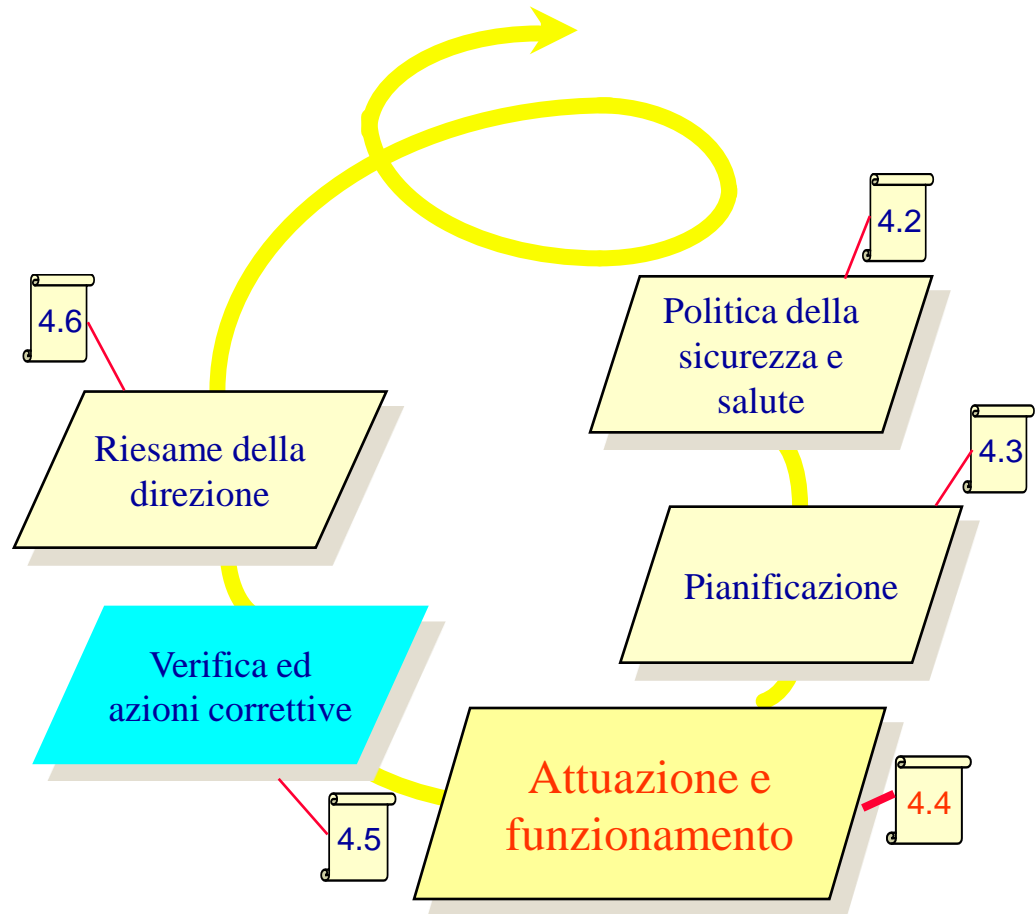 4.2
Politica della
sicurezza e
salute
4.3
Pianificazione
4.4
Attuazione e
funzionamento
4.5
Verifica ed
azioni correttive
4.6
Riesame della
direzione